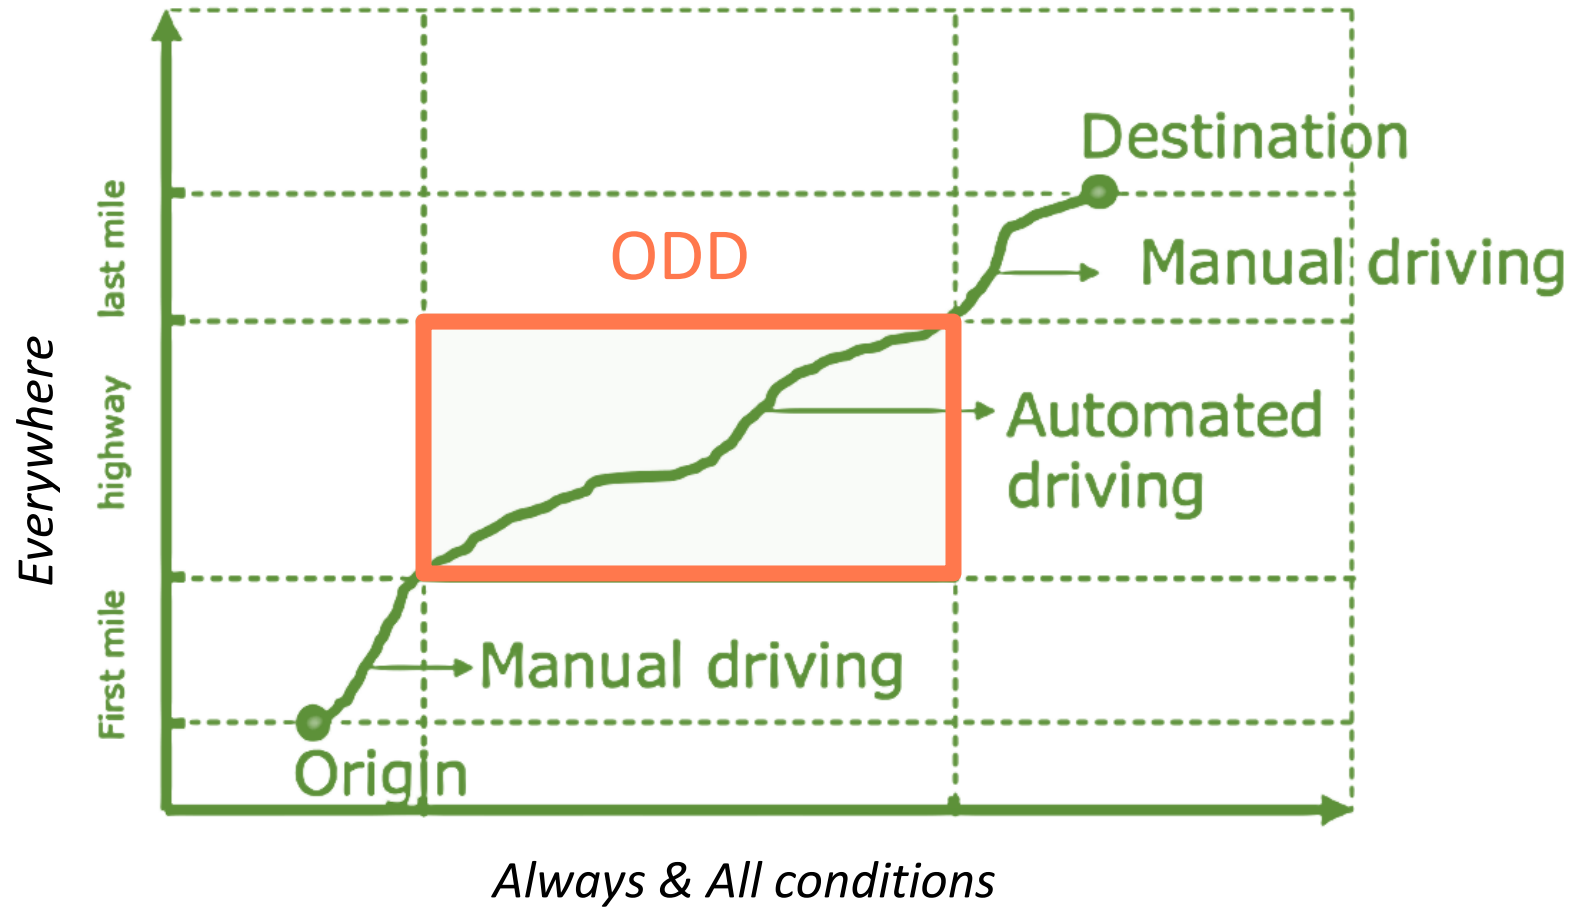 Destination
last mile
ODD
Manual driving
Everywhere
highway
Automated
driving
First mile
Manual driving
Origin
Always & All conditions